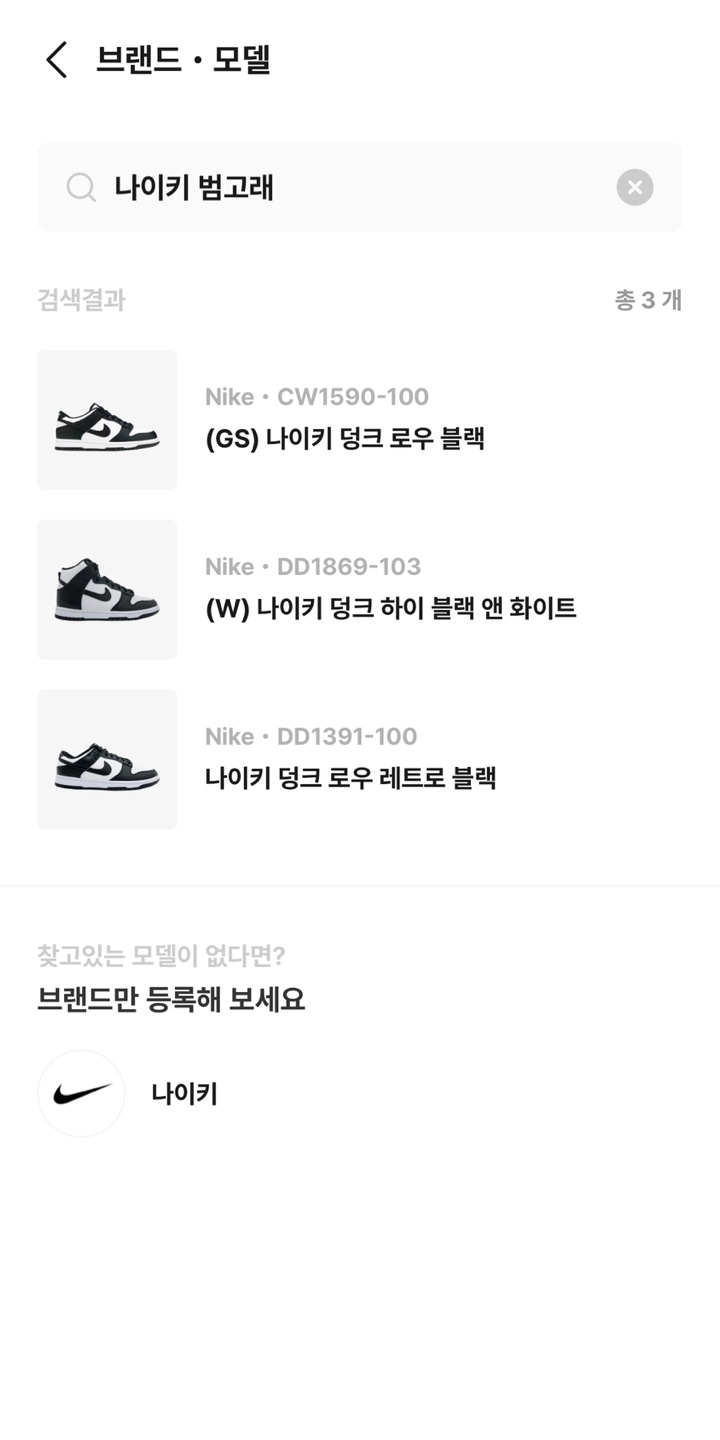 브랜드 • 모델
나이키 범고래
검색결과
총 3 개
Nike • CW1590-100
(GS) 나이키 덩크 로우 블랙
Nike • DD1869-103
(W) 나이키 덩크 하이 블랙 앤 화이트
Nike • DD1391-100
나이키 덩크 로우 레트로 블랙
찾고있는 모델이 없다면?
브랜드만 등록해 보세요
나이키